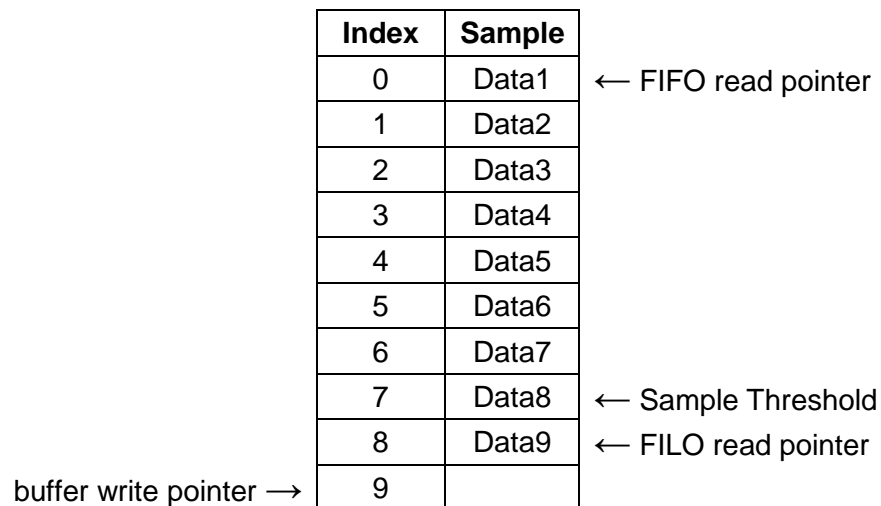 Index Sample
0 Data1 ← FIFO read pointer
1 Data2
2 Data3
3 Data4
4 Data5
5 Data6
6 Data7
7 Data8 ← Sample Threshold
8 Data9 ← FILO read pointer
buffer write pointer → 9